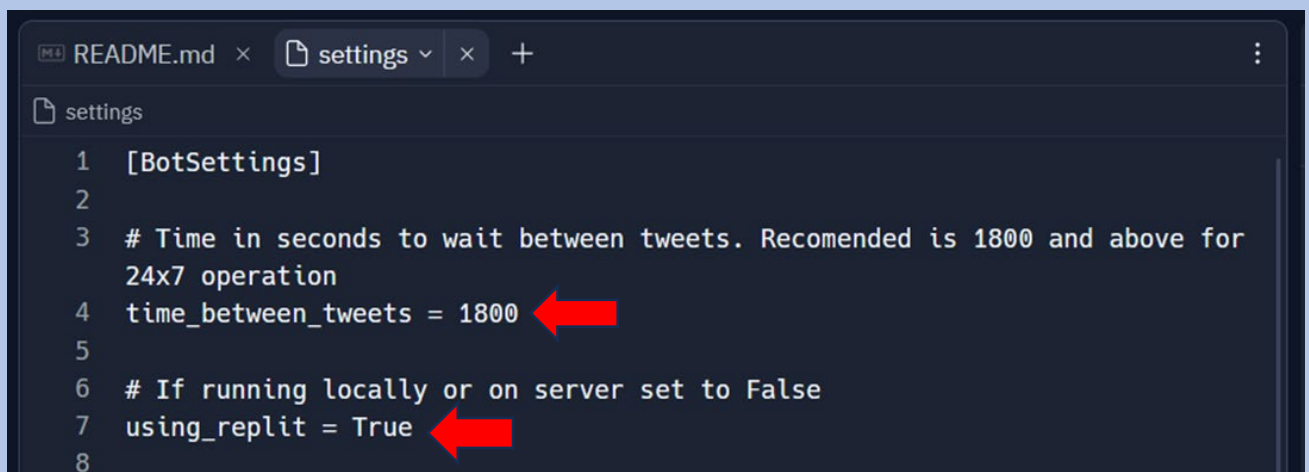 README.md × settings × +
settings
1 [BotSettings]
2
3 # Time in seconds to wait between tweets. Recomended is 1800 and above for
24x7 operation
4 time_between_tweets = 1800
5
6 # If running locally or on server set to False
7 using_replit = True
8